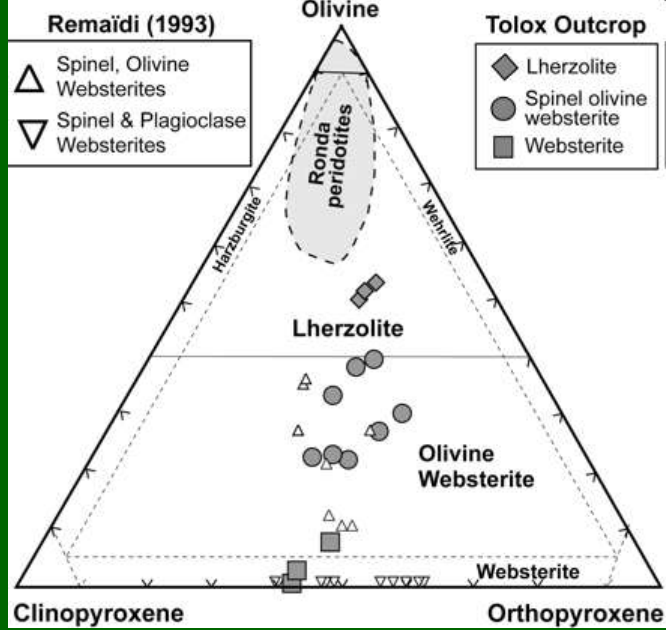 Olivine
Remaïdi (1993)
Spinel, Olivine
Websterites
Spinel & Plagioclase
Websterites
Tolox Outcrop
Lherzolite
Spinel olivine
websterite
Websterite
Ronda
peridotites
Harzburgite
Wehrlite
Lherzolite
Olivine
Websterite
Websterite
Clinopyroxene
Orthopyroxene